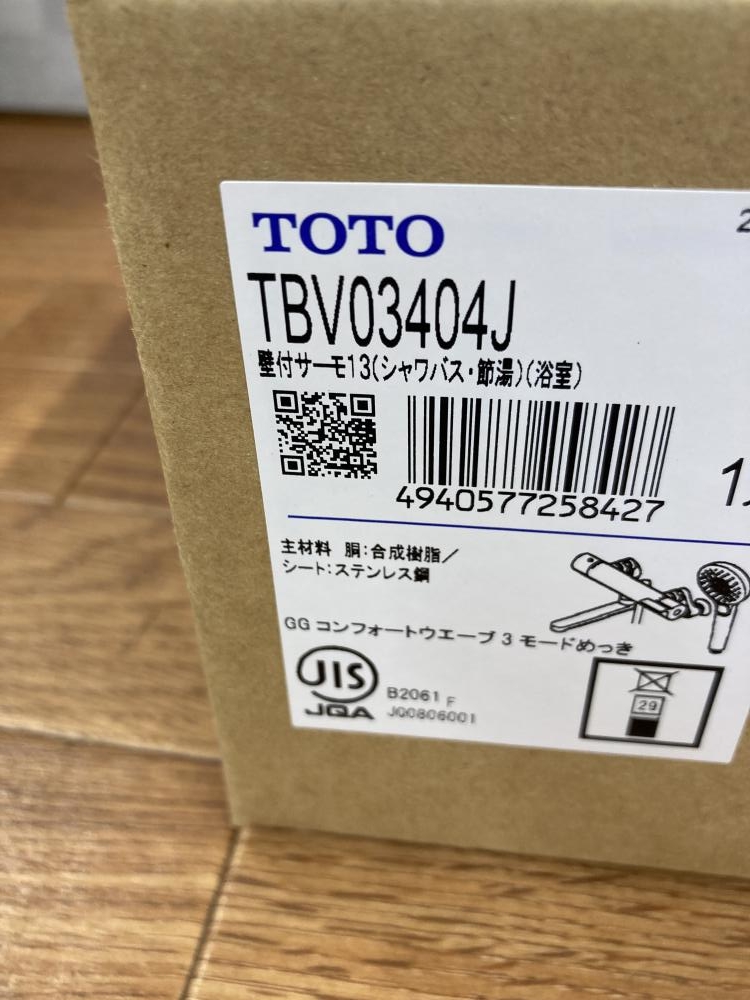 TOTO
2
TBV03404J
壁付サーモ13(シャワバス・節湯)(浴室)
4940577258427
主材料 胴:合成樹脂/
シート:ステンレス鋼
GG コンフォートウエーブ 3 モードめっき
JIS
JQA
B2061 F
JQ0806001
29